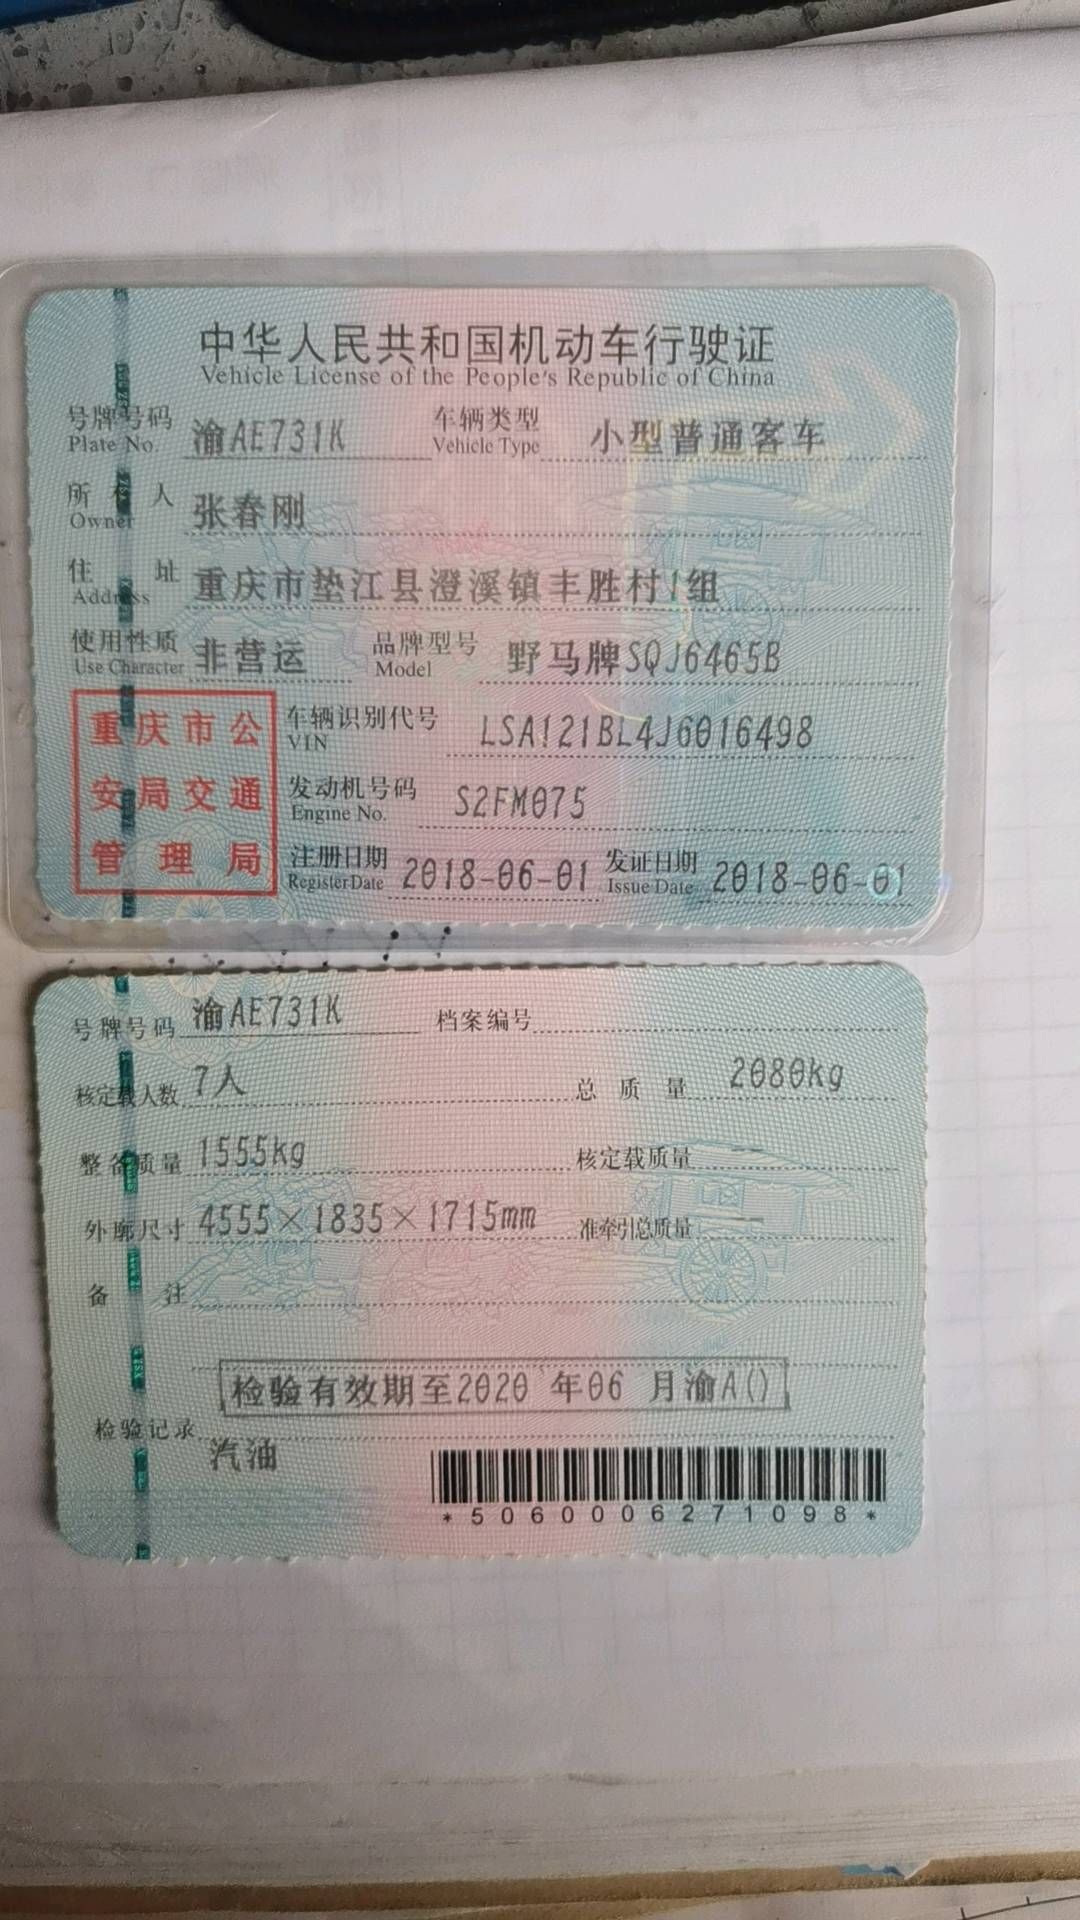 中华人民共和国机动车行驶证
Vehicle License of the People's Republic of China
号牌号码 渝AE731K 车辆类型 小型普通客车
Plate No. Vehicle Type
所有人 张春刚
Owner
住址 重庆市垫江县澄溪镇丰胜村1组
Address
使用性质 非营运 品牌型号 野马牌SQJ6465B
Use Character Model
重庆市公
安局交通
管理局
车辆识别代号 LSA121BL4J6016498
VIN
发动机号码 S2FM075
Engine No.
注册日期 2018-06-01 发证日期 2018-06-01
Register Date Issue Date
号牌号码 渝AE731K 档案编号
核定载人数 7人 总质量 2080kg
整备质量 1555kg 核定载质量 --
外廓尺寸 4555×1835×1715mm 准牵引总质量 --
备注
检验有效期至2020年06月渝A()
检验记录
汽油
*5060006271098*